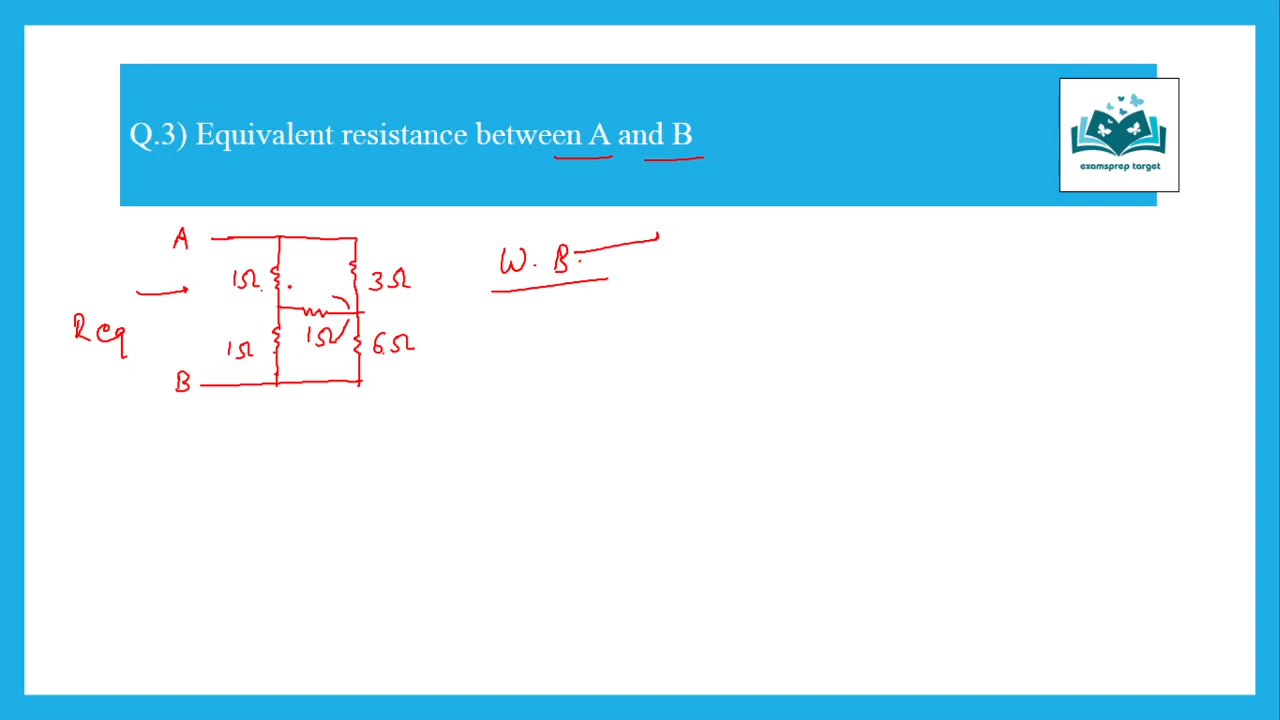 Q.3) Equivalent resistance between A and B
examsprep target
A
1Ω 3Ω
Req
1Ω
1Ω 6Ω
B
W. B.